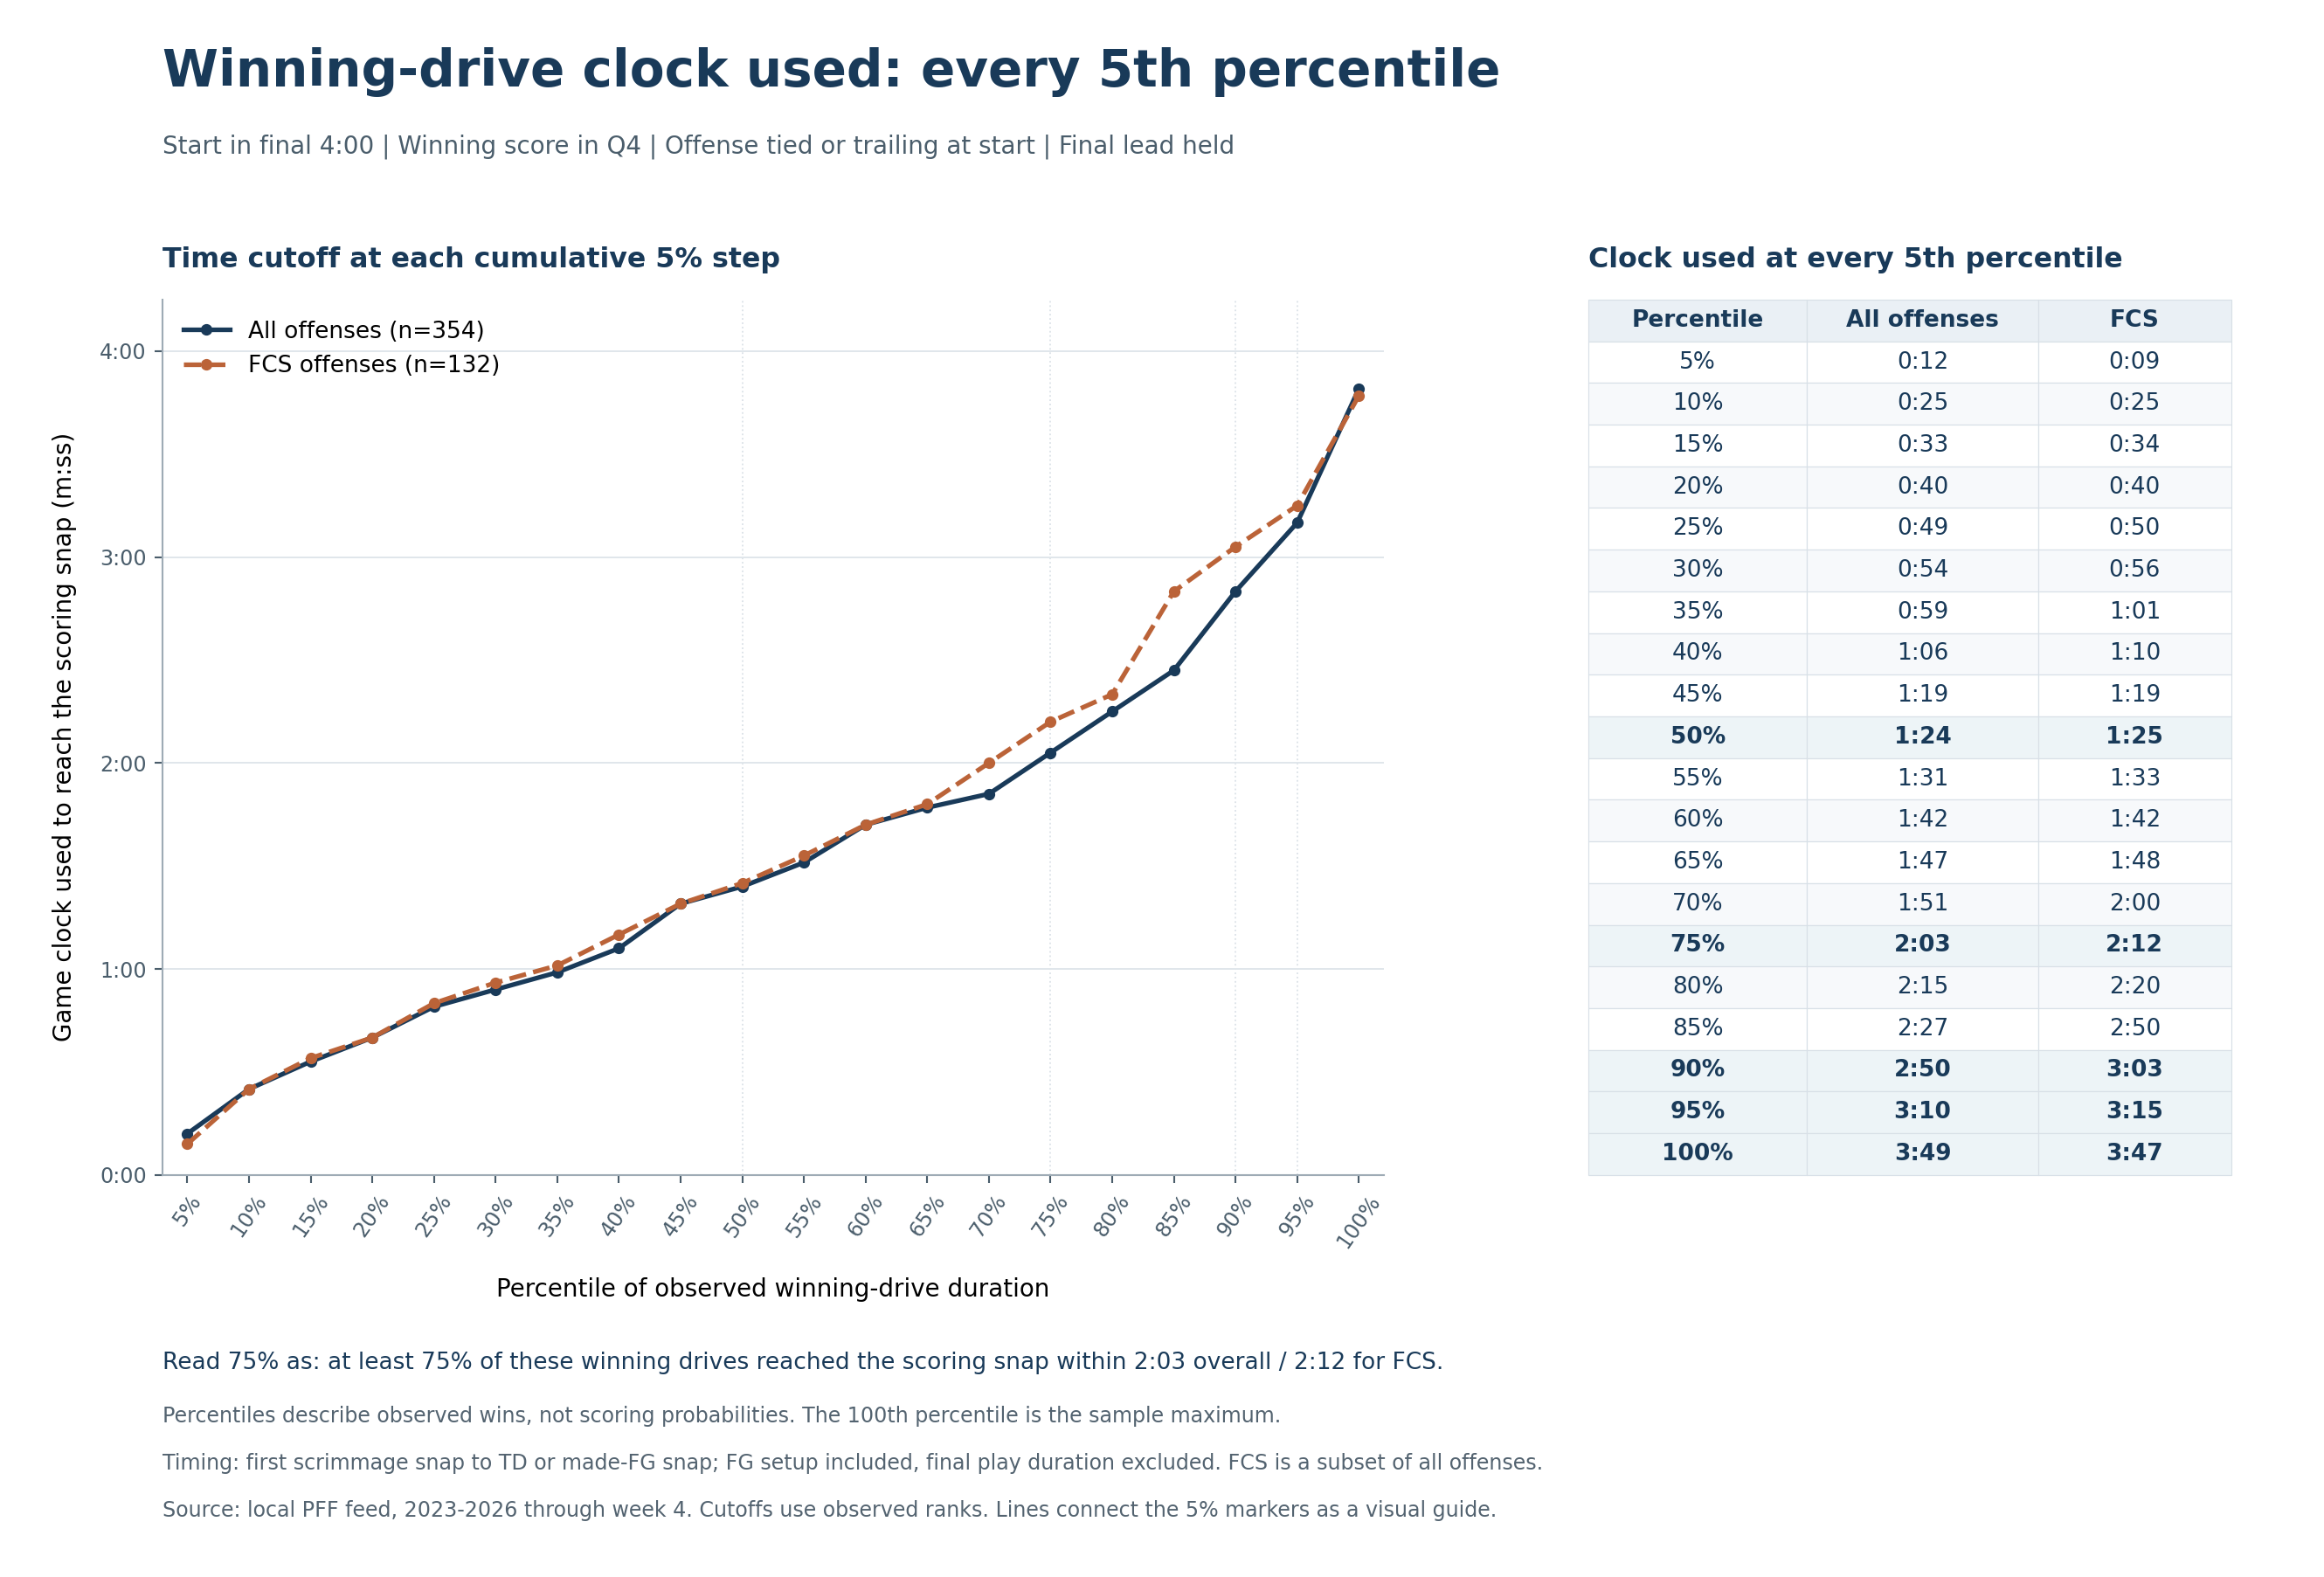 Winning-drive clock used: every 5th percentile
Start in final 4:00 | Winning score in Q4 | Offense tied or trailing at start | Final lead held
Time cutoff at each cumulative 5% step
All offenses (n=354)
FCS offenses (n=132)
Game clock used to reach the scoring snap (m:ss)
4:00
3:00
2:00
1:00
0:00
5% 10% 15% 20% 25% 30% 35% 40% 45% 50% 55% 60% 65% 70% 75% 80% 85% 90% 95% 100%
Percentile of observed winning-drive duration
Clock used at every 5th percentile
Percentile All offenses FCS
5% 0:12 0:09
10% 0:25 0:25
15% 0:33 0:34
20% 0:40 0:40
25% 0:49 0:50
30% 0:54 0:56
35% 0:59 1:01
40% 1:06 1:10
45% 1:19 1:19
50% 1:24 1:25
55% 1:31 1:33
60% 1:42 1:42
65% 1:47 1:48
70% 1:51 2:00
75% 2:03 2:12
80% 2:15 2:20
85% 2:27 2:50
90% 2:50 3:03
95% 3:10 3:15
100% 3:49 3:47
Read 75% as: at least 75% of these winning drives reached the scoring snap within 2:03 overall / 2:12 for FCS.
Percentiles describe observed wins, not scoring probabilities. The 100th percentile is the sample maximum.
Timing: first scrimmage snap to TD or made-FG snap; FG setup included, final play duration excluded. FCS is a subset of all offenses.
Source: local PFF feed, 2023-2026 through week 4. Cutoffs use observed ranks. Lines connect the 5% markers as a visual guide.